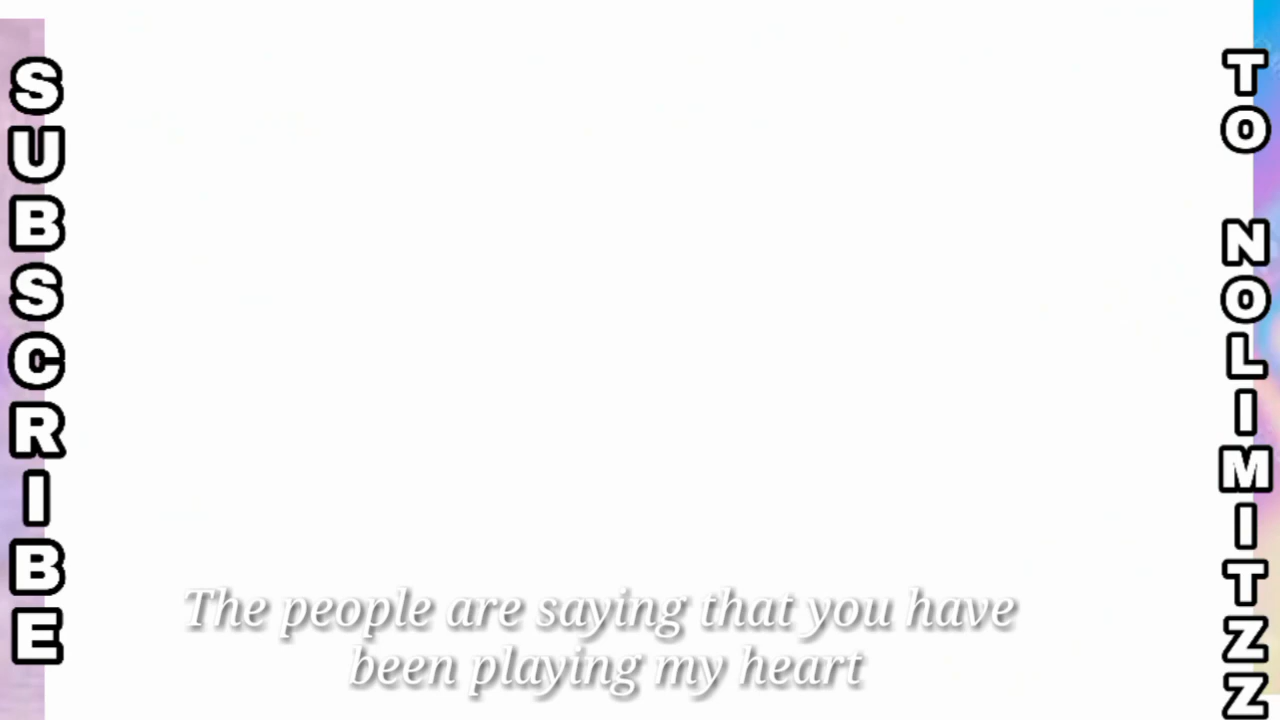 SUBSCRIBE
TO NOLIMITZZ
The people are saying that you have
been playing my heart